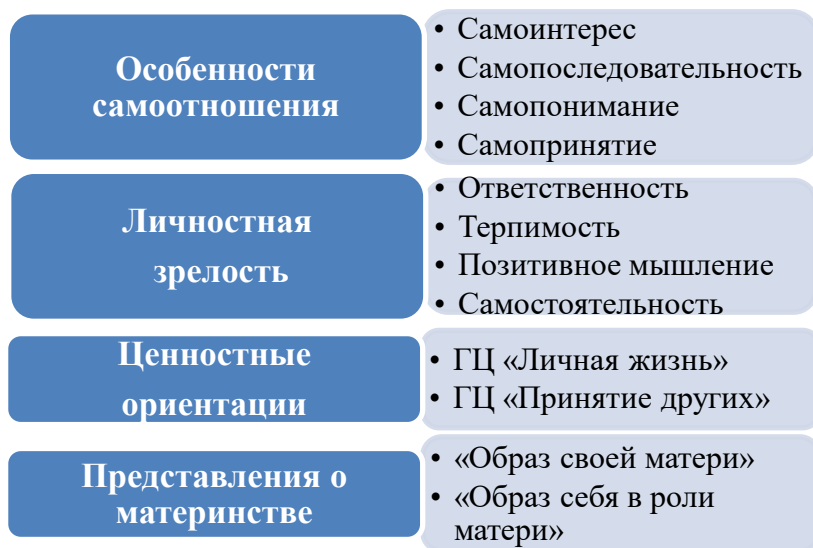 Особенности
самоотношения
• Самоинтерес
• Самопоследовательность
• Самопонимание
• Самопринятие
Личностная
зрелость
• Ответственность
• Терпимость
• Позитивное мышление
• Самостоятельность
Ценностные
ориентации
• ГЦ «Личная жизнь»
• ГЦ «Принятие других»
Представления о
материнстве
• «Образ своей матери»
• «Образ себя в роли
матери»